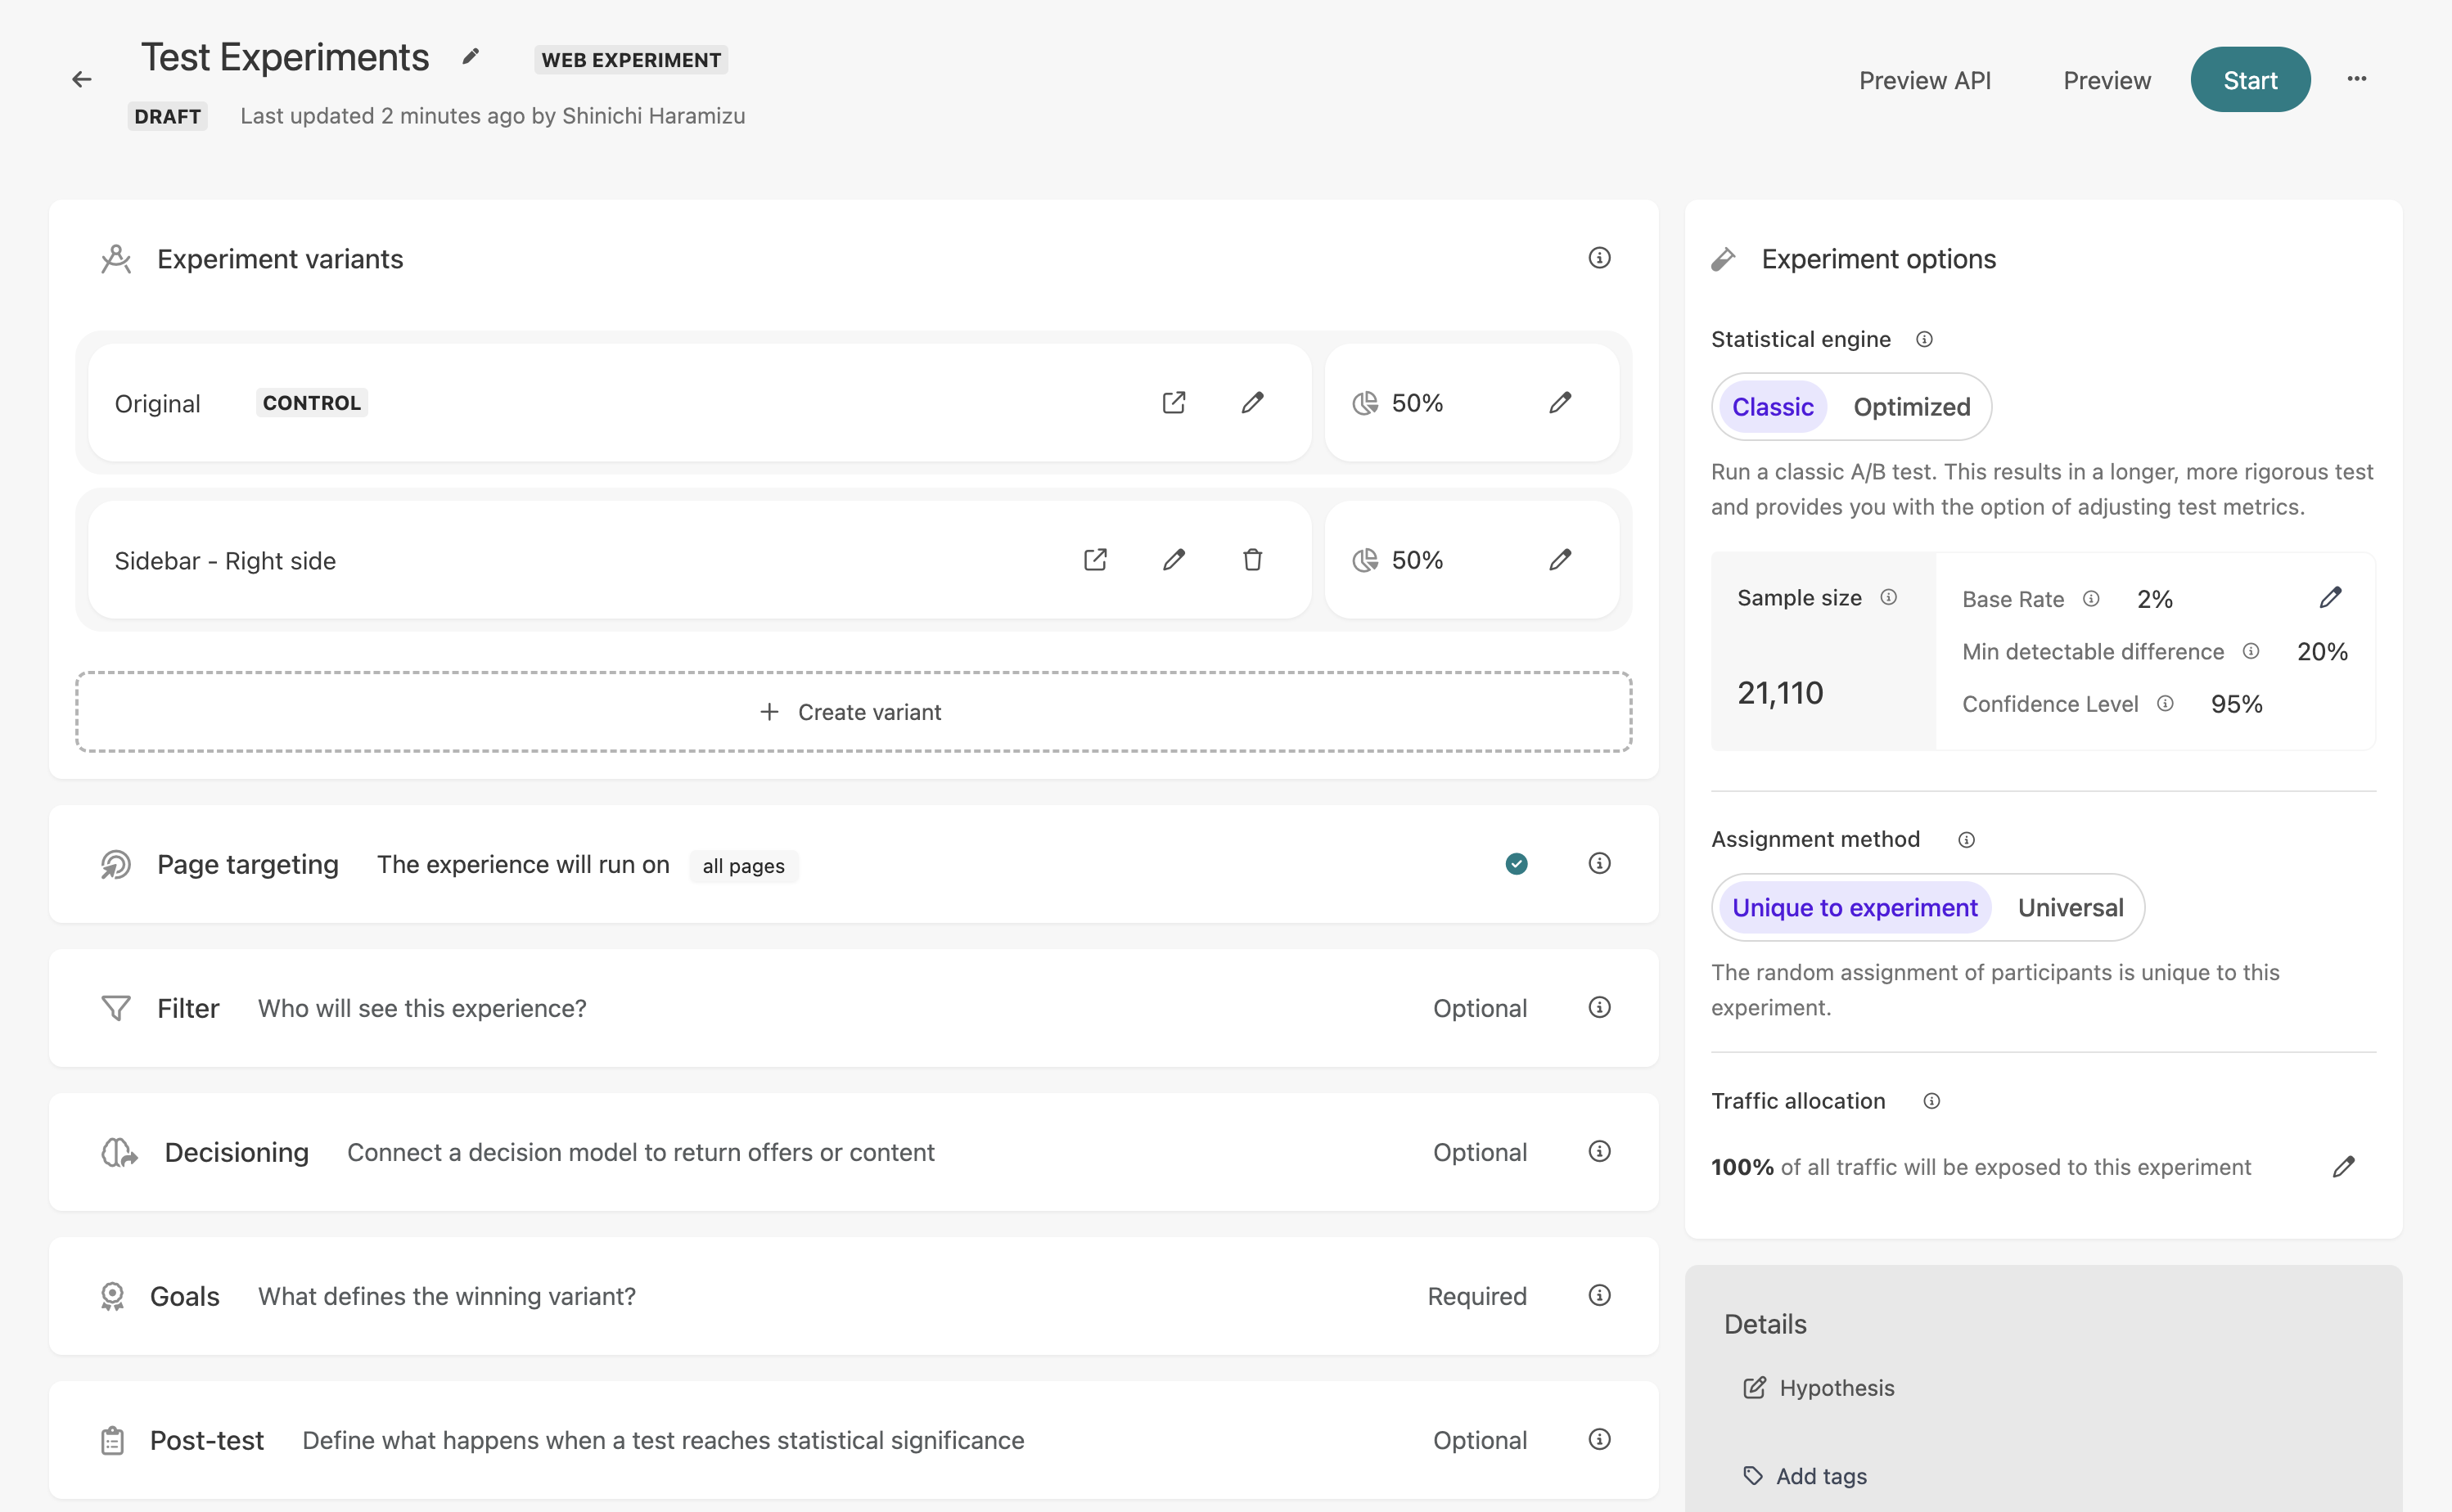 Test Experiments
WEB EXPERIMENT
DRAFT
Last updated 2 minutes ago by Shinichi Haramizu
Preview API
Preview
Start
Experiment variants
Original
CONTROL
50%
Sidebar - Right side
50%
Create variant
Page targeting
The experience will run on
all pages
Filter
Who will see this experience?
Optional
Decisioning
Connect a decision model to return offers or content
Optional
Goals
What defines the winning variant?
Required
Post-test
Define what happens when a test reaches statistical significance
Optional
Experiment options
Statistical engine
Classic
Optimized
Run a classic A/B test. This results in a longer, more rigorous test
and provides you with the option of adjusting test metrics.
Sample size
21,110
Base Rate
2%
Min detectable difference
20%
Confidence Level
95%
Assignment method
Unique to experiment
Universal
The random assignment of participants is unique to this
experiment.
Traffic allocation
100% of all traffic will be exposed to this experiment
Details
Hypothesis
Add tags